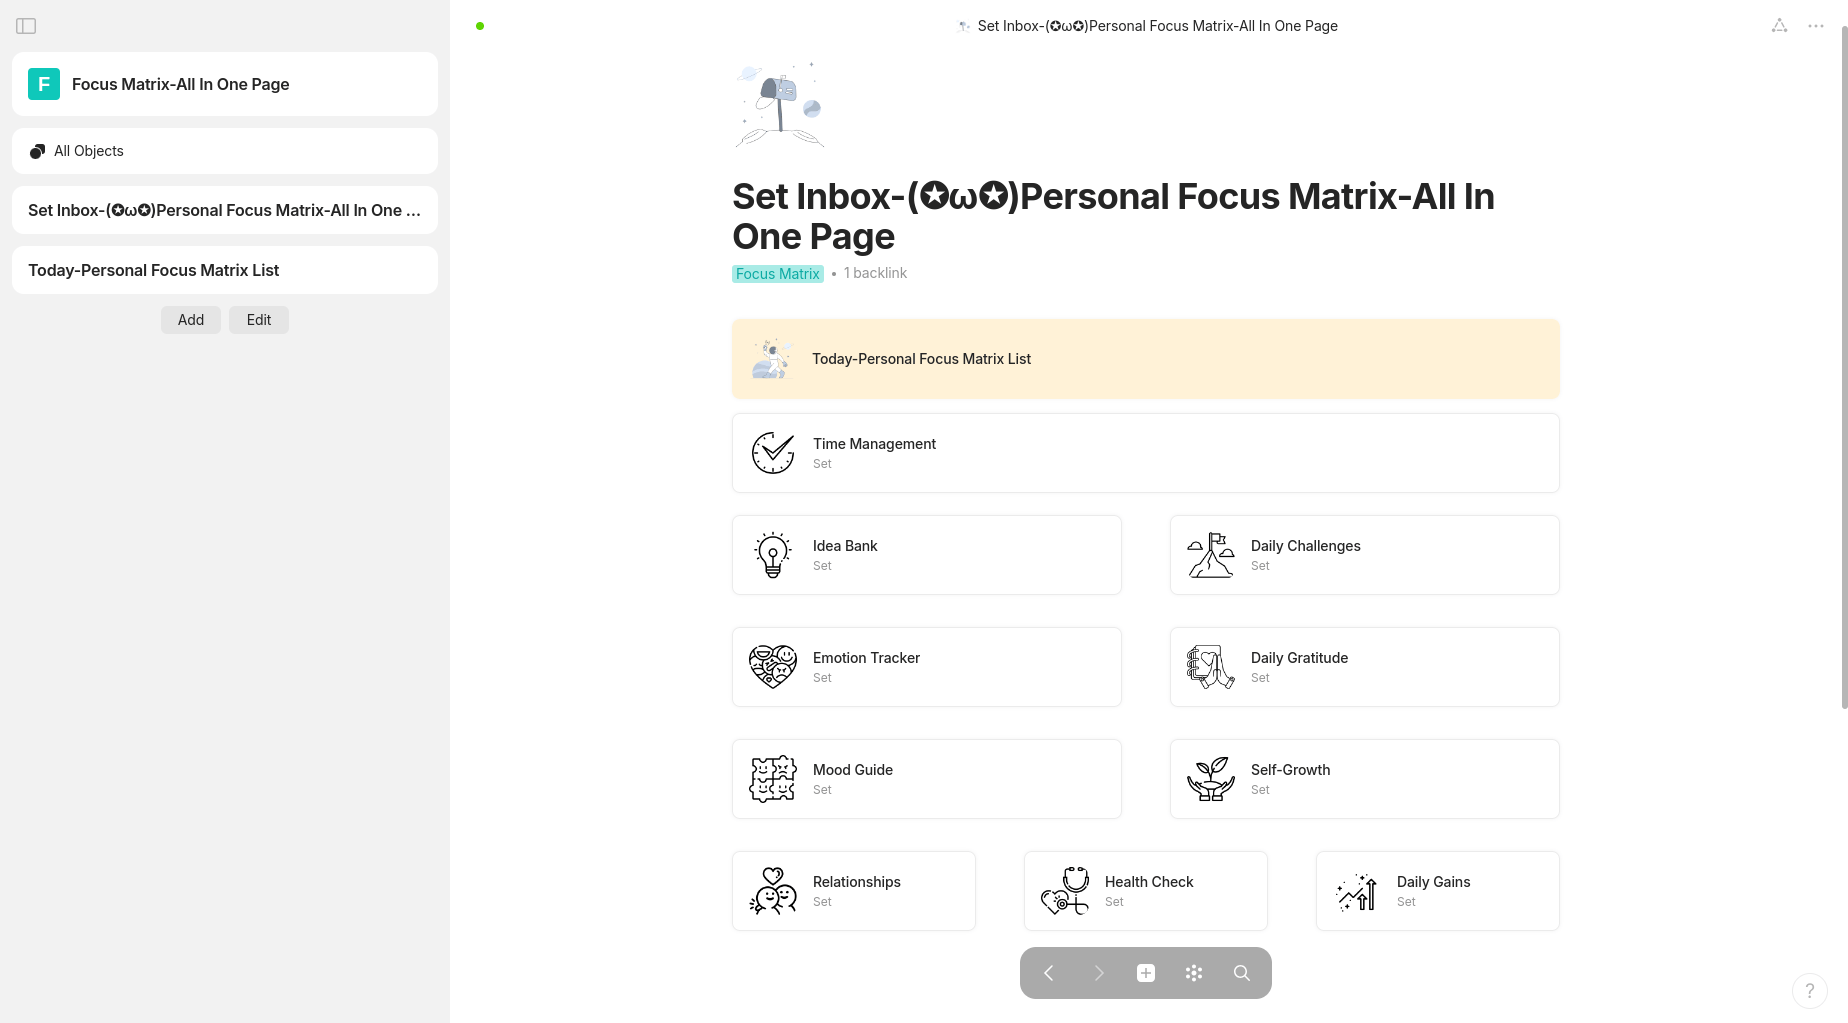 F Focus Matrix-All In One Page
All Objects
Set Inbox-(✪ω✪)Personal Focus Matrix-All In One ...
Today-Personal Focus Matrix List
Add Edit
Set Inbox-(✪ω✪)Personal Focus Matrix-All In One Page
Set Inbox-(✪ω✪)Personal Focus Matrix-All In
One Page
Focus Matrix • 1 backlink
Today-Personal Focus Matrix List
Time Management
Set
Idea Bank
Set
Daily Challenges
Set
Emotion Tracker
Set
Daily Gratitude
Set
Mood Guide
Set
Self-Growth
Set
Relationships
Set
Health Check
Set
Daily Gains
Set
?